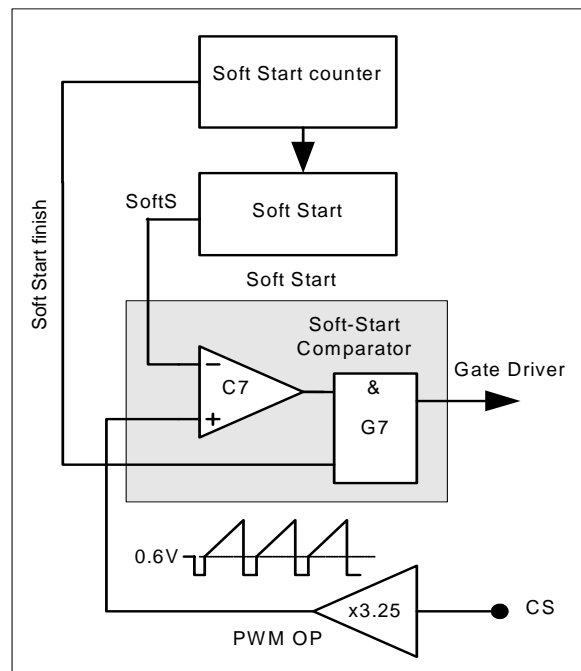 Soft Start counter
SoftS
Soft Start
Soft Start finish
Soft Start
Soft-Start
Comparator
Gate Driver
−
C7
+
&
G7
0.6V
x3.25
CS
PWM OP